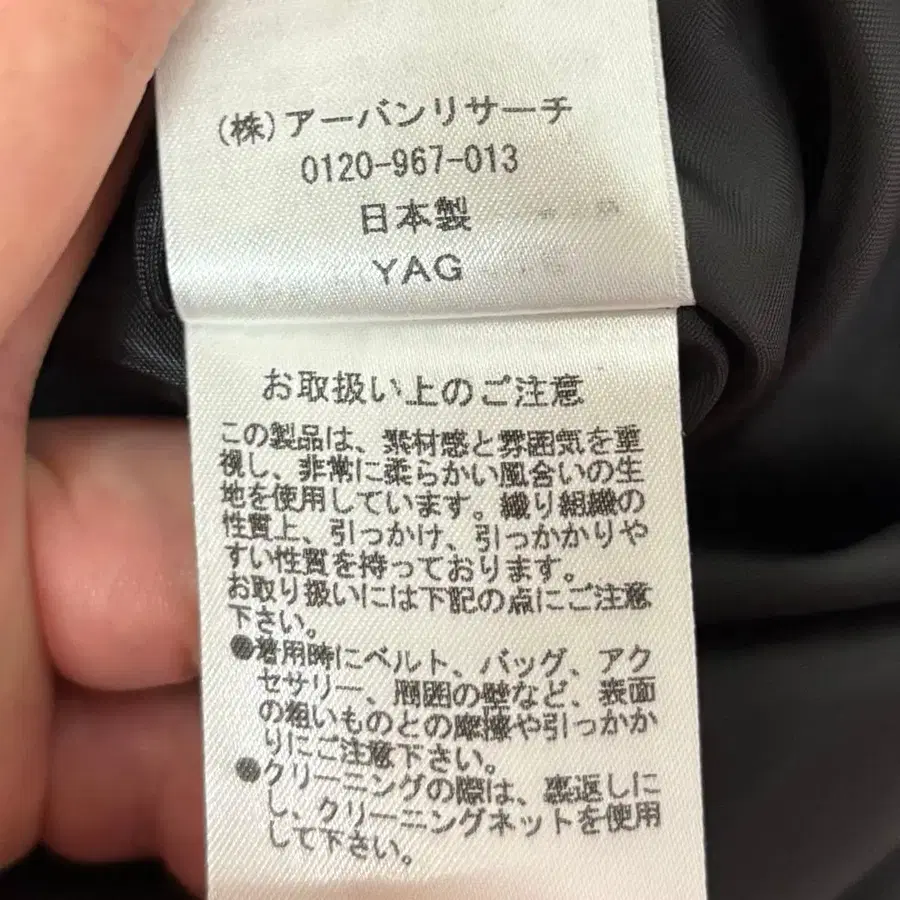 (株)アーバンリサーチ
0120-967-013
日本製
YAG
お取扱い上のご注意
この製品は、素材感と雰囲気を重
視し、非常に柔らかい風合いの生
地を使用しています。織り組織の
性質上、引っかけ、引っかかりや
すい性質を持っております。
お取り扱いには下記の点にご注意
下さい。
●着用時にベルト、バッグ、アク
セサリー、周囲の壁など、表面
の粗いものとの摩擦や引っかか
りにご注意下さい。
●クリーニングの際は、裏返しに
し、クリーニングネットを使用
して下さい。